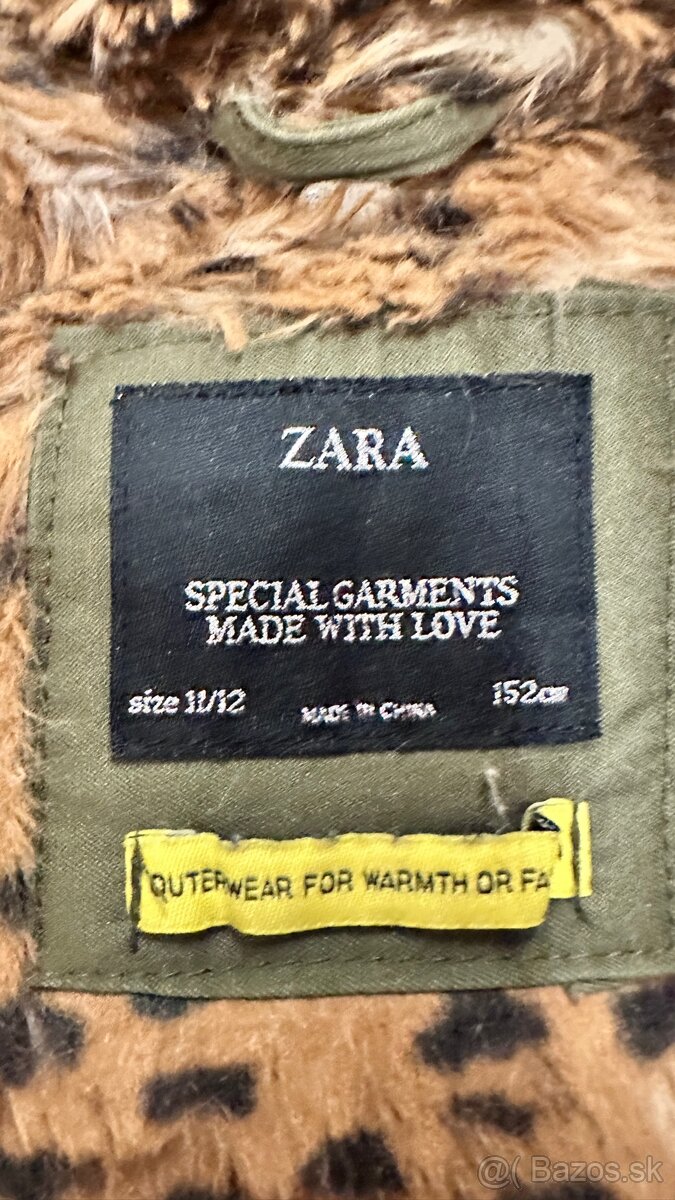 ZARA
SPECIAL GARMENTS
MADE WITH LOVE
size 11/12
MADE IN CHINA
152cm
OUTERWEAR FOR WARMTH OR FA
@( Bazos.sk